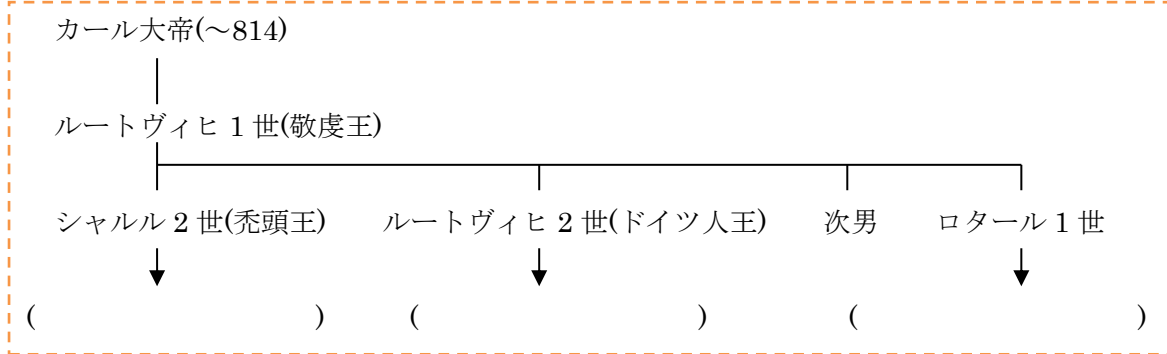 カール大帝(～814)
ルートヴィヒ 1 世(敬虔王)
シャルル 2 世(禿頭王) ルートヴィヒ 2 世(ドイツ人王) 次男 ロタール 1 世
( ) ( ) ( )